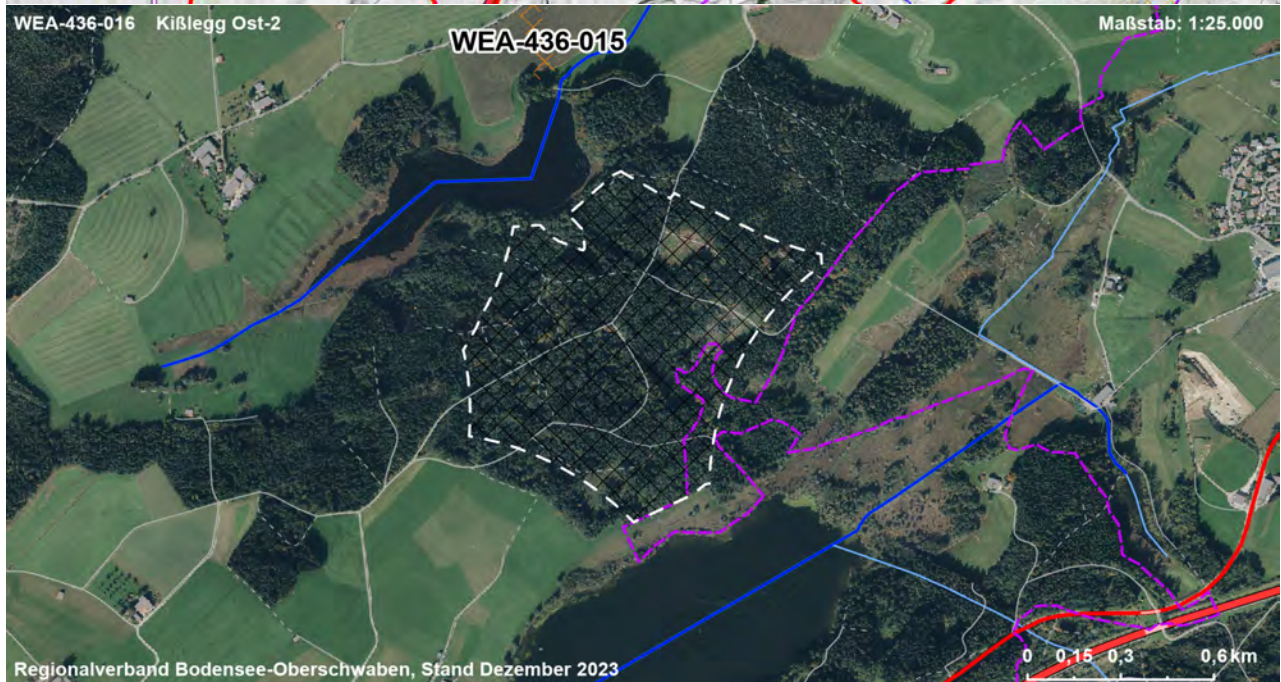 WEA-436-016 Kißlegg Ost-2
Maßstab: 1:25.000
WEA-436-015
Regionalverband Bodensee-Oberschwaben, Stand Dezember 2023
0 0,15 0,3 0,6 km